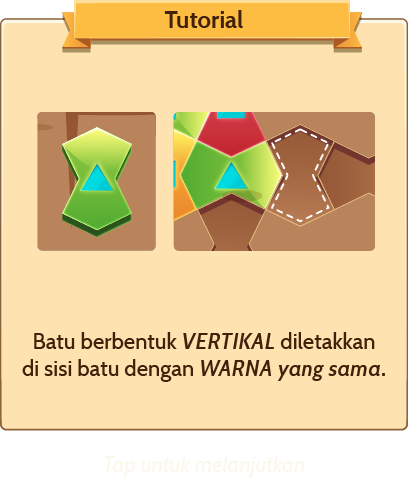 Tutorial
Batu berbentuk VERTIKAL diletakkan
di sisi batu dengan WARNA yang sama.
Tap untuk melanjutkan